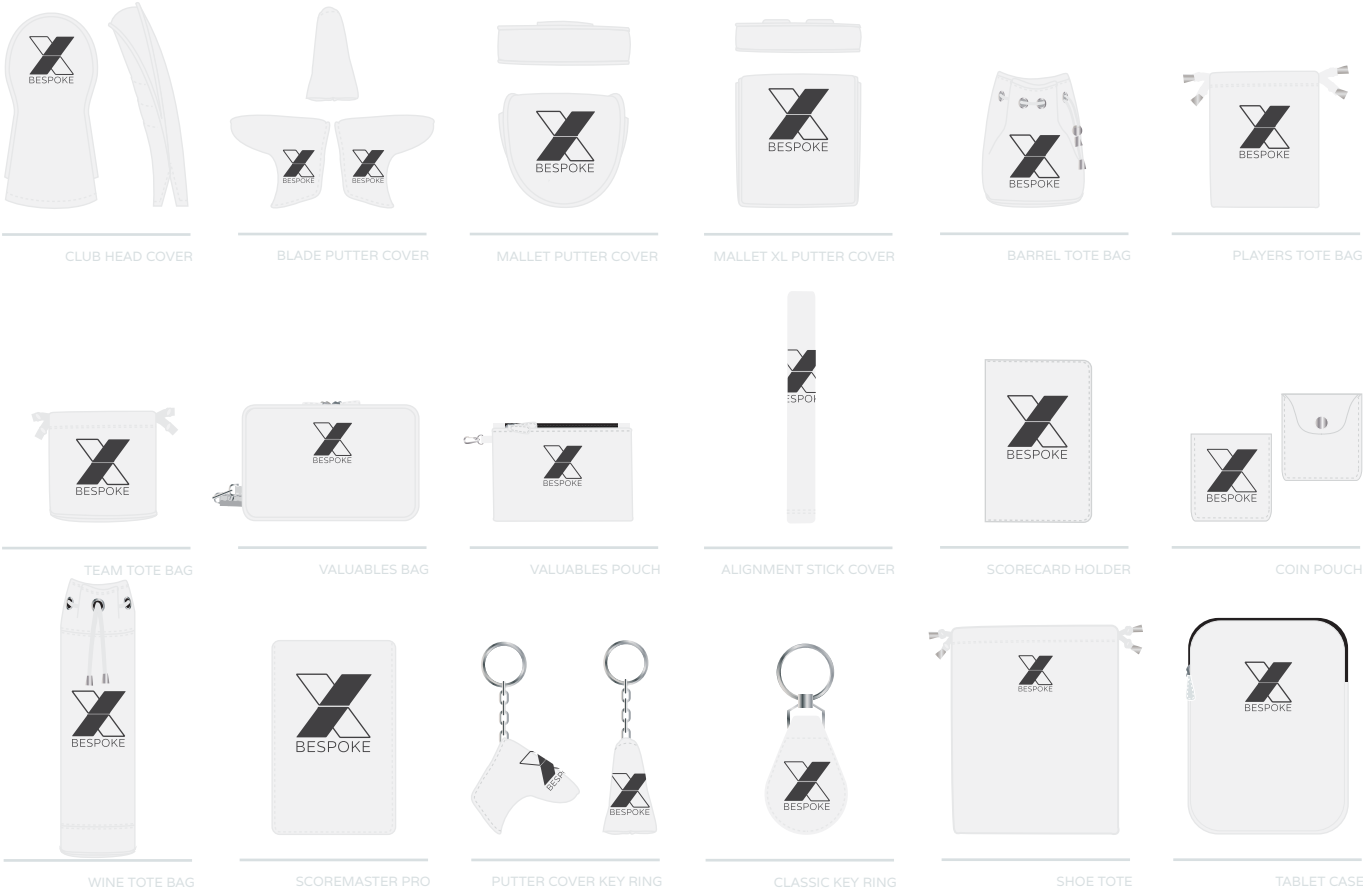 BESPOKE
BESPOKE
BESPOKE
BESPOKE
BESPOKE
BESPOKE
BESPOKE
CLUB HEAD COVER
BLADE PUTTER COVER
MALLET PUTTER COVER
MALLET XL PUTTER COVER
BARREL TOTE BAG
PLAYERS TOTE BAG
BESPOKE
BESPOKE
BESPOKE
ESPOK
BESPOKE
BESPOKE
TEAM TOTE BAG
VALUABLES BAG
VALUABLES POUCH
ALIGNMENT STICK COVER
SCORECARD HOLDER
COIN POUCH
BESPOKE
BESPOKE
BESP
BESPOKE
BESPOKE
BESPOKE
BESPOKE
WINE TOTE BAG
SCOREMASTER PRO
PUTTER COVER KEY RING
CLASSIC KEY RING
SHOE TOTE
TABLET CASE